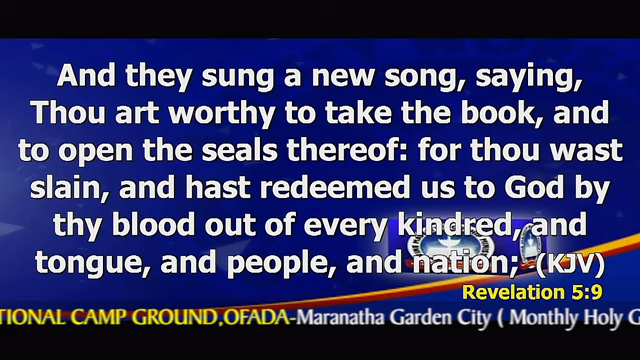 And they sung a new song, saying,
Thou art worthy to take the book, and
to open the seals thereof: for thou wast
slain, and hast redeemed us to God by
thy blood out of every kindred, and
tongue, and people, and nation; (KJV)
Revelation 5:9
TIONAL CAMP GROUND,OFADA-Maranatha Garden City ( Monthly Holy G